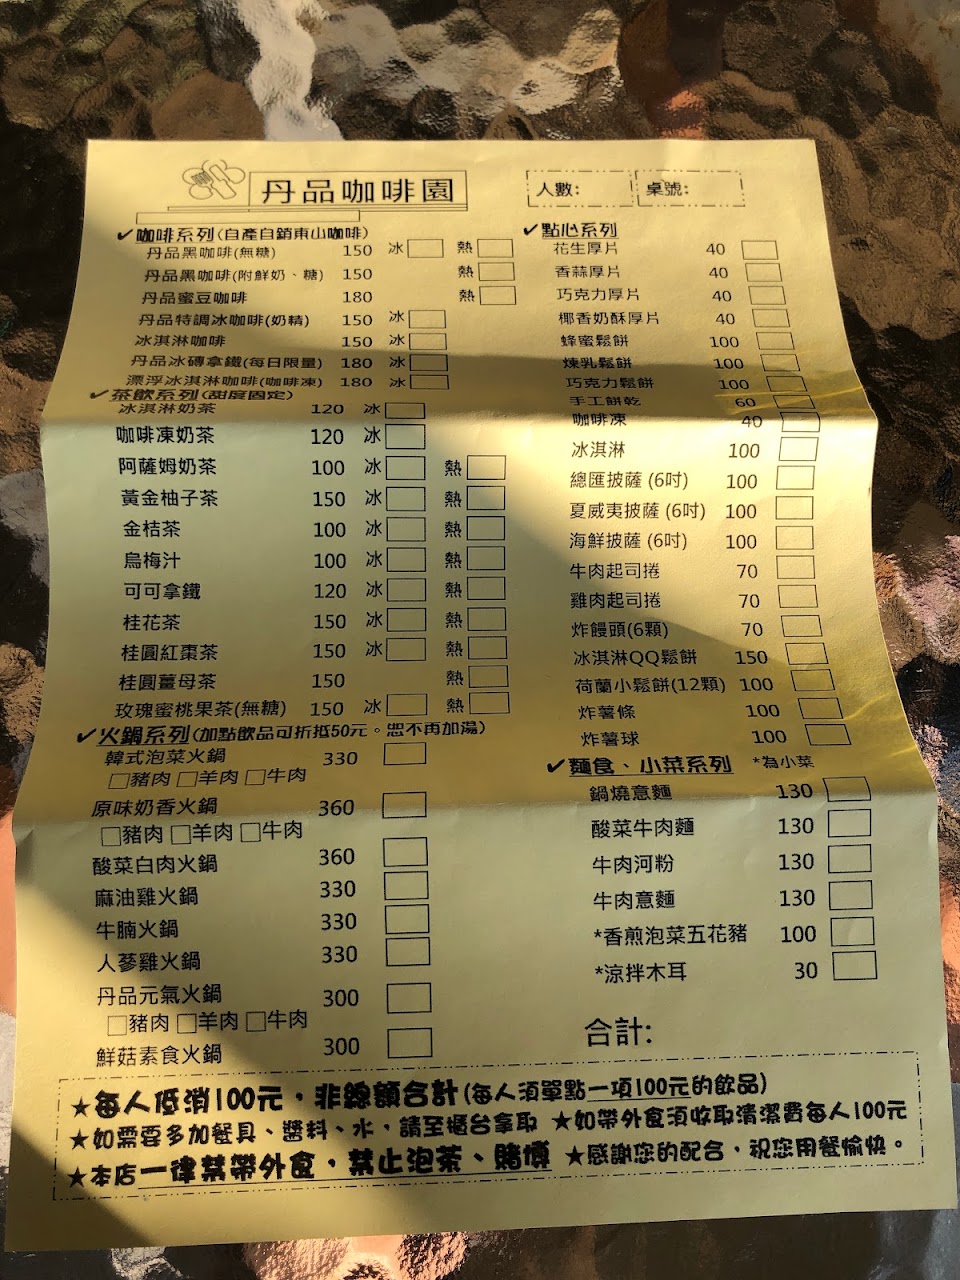 丹品咖啡園
人數:
桌號:
✓咖啡系列(自產自銷東山咖啡)
丹品黑咖啡(無糖) 150 冰 熱
丹品黑咖啡(附鮮奶、糖) 150 熱
丹品蜜豆咖啡 180 熱
丹品特調冰咖啡(奶精) 150 冰
冰淇淋咖啡 150 冰
丹品冰磚拿鐵(每日限量) 180 冰
漂浮冰淇淋咖啡(咖啡凍) 180 冰
✓茶飲系列(甜度固定)
冰淇淋奶茶 120 冰
咖啡凍奶茶 120 冰
阿薩姆奶茶 100 冰 熱
黃金柚子茶 150 冰 熱
金桔茶 100 冰 熱
烏梅汁 100 冰 熱
可可拿鐵 120 冰 熱
桂花茶 150 冰 熱
桂圓紅棗茶 150 冰 熱
桂圓薑母茶 150 熱
玫瑰蜜桃果茶(無糖) 150 冰 熱
✓火鍋系列(加點飲品可折抵50元。恕不再加湯)
韓式泡菜火鍋 330
□豬肉 □羊肉 □牛肉
原味奶香火鍋 360
□豬肉 □羊肉 □牛肉
酸菜白肉火鍋 360
麻油雞火鍋 330
牛腩火鍋 330
人蔘雞火鍋 330
丹品元氣火鍋 300
□豬肉 □羊肉 □牛肉
鮮菇素食火鍋 300
✓點心系列
花生厚片 40
香蒜厚片 40
巧克力厚片 40
椰香奶酥厚片 40
蜂蜜鬆餅 100
煉乳鬆餅 100
巧克力鬆餅 100
手工餅乾 60
咖啡凍 40
冰淇淋 100
總匯披薩 (6吋) 100
夏威夷披薩 (6吋) 100
海鮮披薩 (6吋) 100
牛肉起司捲 70
雞肉起司捲 70
炸饅頭(6顆) 70
冰淇淋QQ鬆餅 150
荷蘭小鬆餅(12顆) 100
炸薯條 100
炸薯球 100
✓麵食、小菜系列 *為小菜
鍋燒意麵 130
酸菜牛肉麵 130
牛肉河粉 130
牛肉意麵 130
*香煎泡菜五花豬 100
*涼拌木耳 30
合計:
★每人低消100元，非總額合計(每人須單點一項100元的飲品)
★如需要多加餐具、醬料、水，請至櫃台拿取 ★如帶外食須收取清潔費每人100元
★本店一律禁帶外食，禁止泡茶、賭博 ★感謝您的配合，祝您用餐愉快。